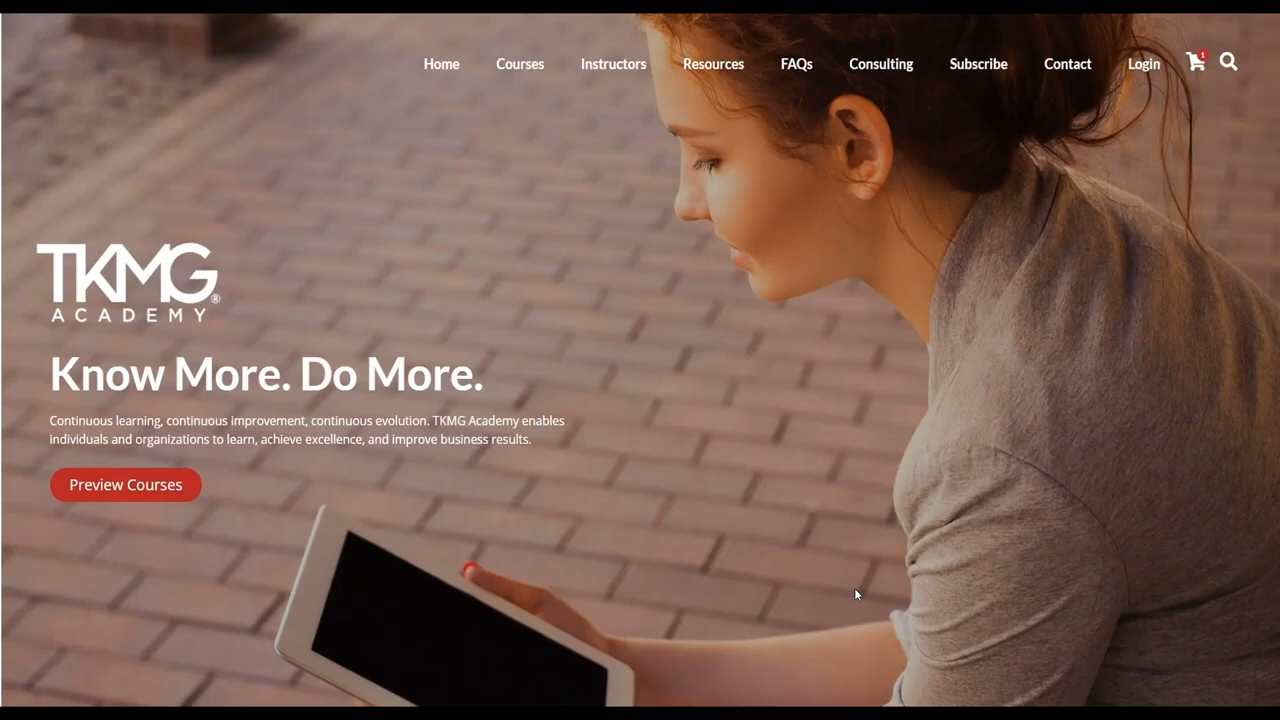 Home Courses Instructors Resources FAQs Consulting Subscribe Contact Login 1
TKMG®
ACADEMY
Know More. Do More.
Continuous learning, continuous improvement, continuous evolution. TKMG Academy enables
individuals and organizations to learn, achieve excellence, and improve business results.
Preview Courses